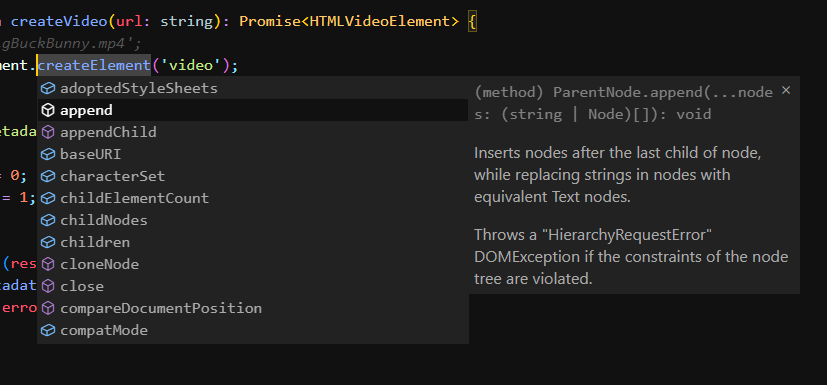 createVideo(url: string): Promise<HTMLVideoElement> {
gBuckBunny.mp4';
ment.createElement('video');
adoptedStyleSheets
append
appendChild
baseURI
characterSet
childElementCount
childNodes
children
cloneNode
close
compareDocumentPosition
compatMode
(method) ParentNode.append(...node
s: (string | Node)[]): void
Inserts nodes after the last child of node,
while replacing strings in nodes with
equivalent Text nodes.
Throws a "HierarchyRequestError"
DOMException if the constraints of the node
tree are violated.
etada
= 0;
= 1;
(res
tadat
erro